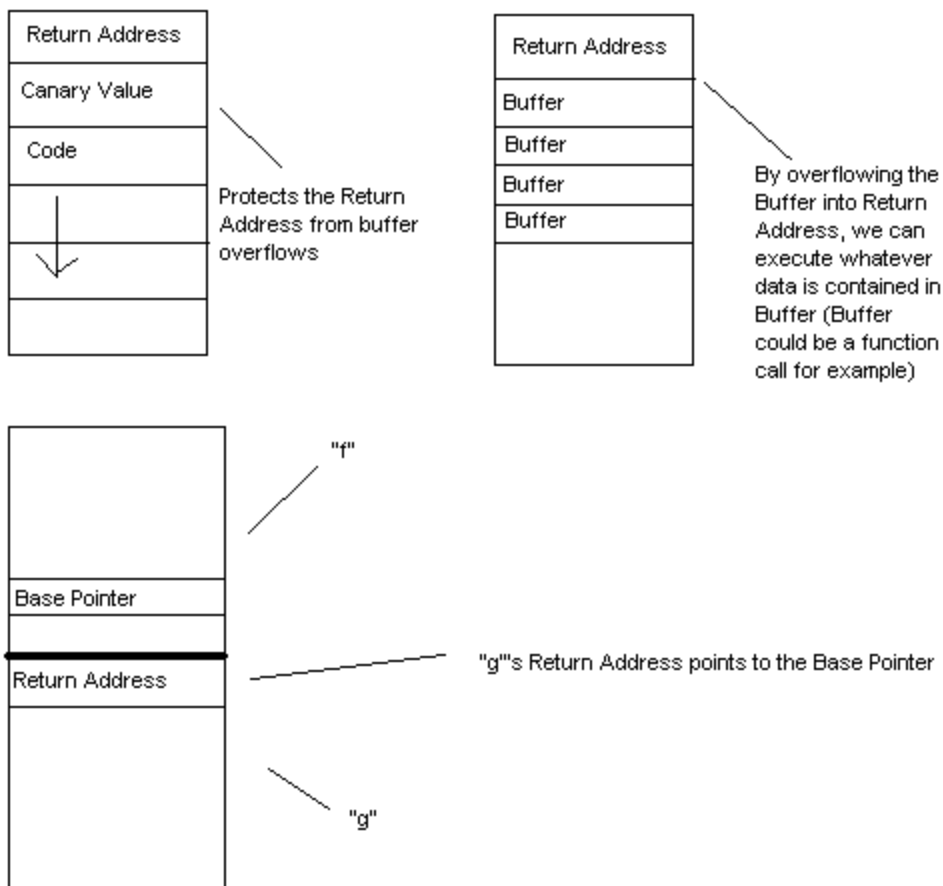 Return Address
Canary Value
Code
Protects the Return
Address from buffer
overflows
Return Address
Buffer
Buffer
Buffer
Buffer
By overflowing the
Buffer into Return
Address, we can
execute whatever
data is contained in
Buffer (Buffer
could be a function
call for example)
"f"
Base Pointer
Return Address
"g"'s Return Address points to the Base Pointer
"g"